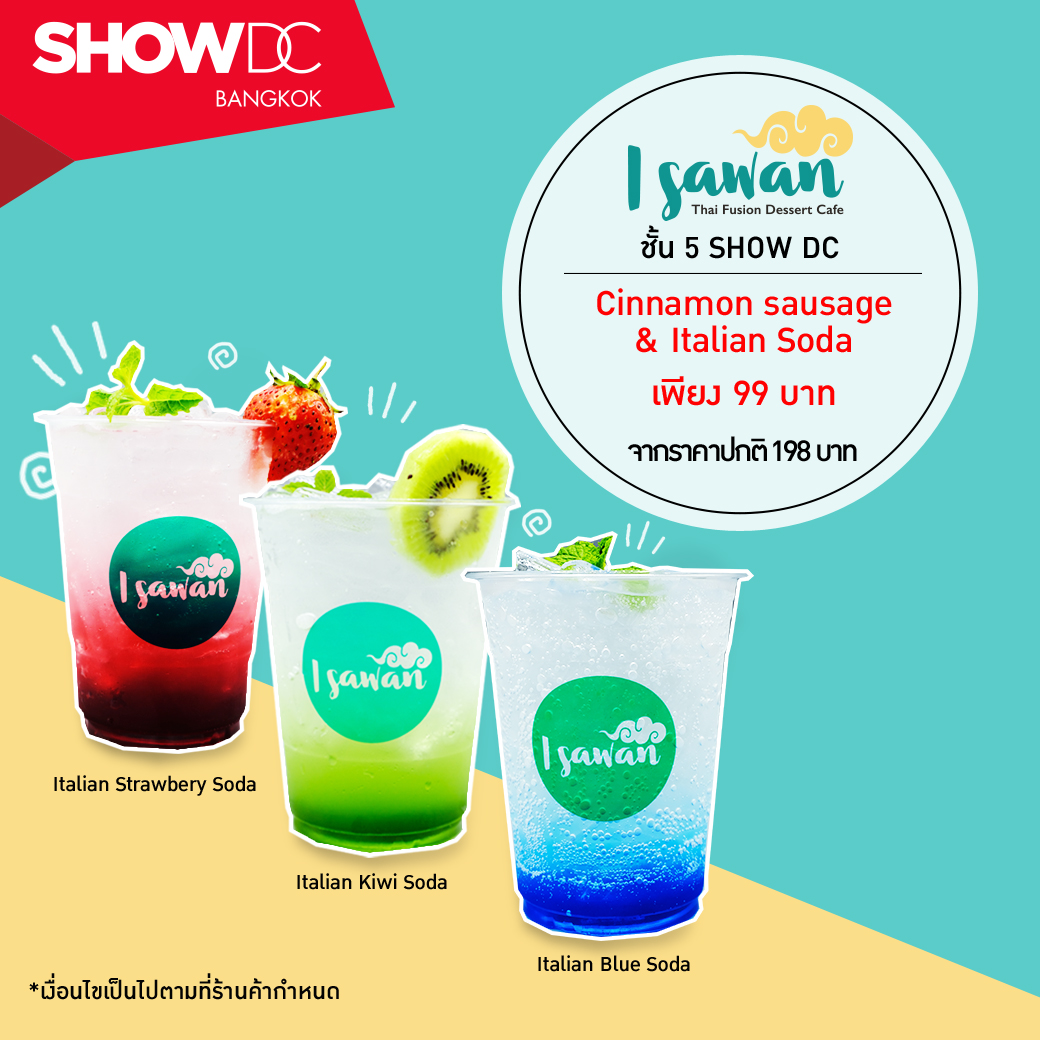 SHOWDC
BANGKOK
I sawan
Thai Fusion Dessert Cafe
ชั้น 5 SHOW DC
Cinnamon sausage
& Italian Soda
เพียง 99 บาท
จากราคาปกติ 198 บาท
I sawan
I sawan
I sawan
Italian Strawbery Soda
Italian Kiwi Soda
Italian Blue Soda
*เงื่อนไขเป็นไปตามที่ร้านค้ากำหนด